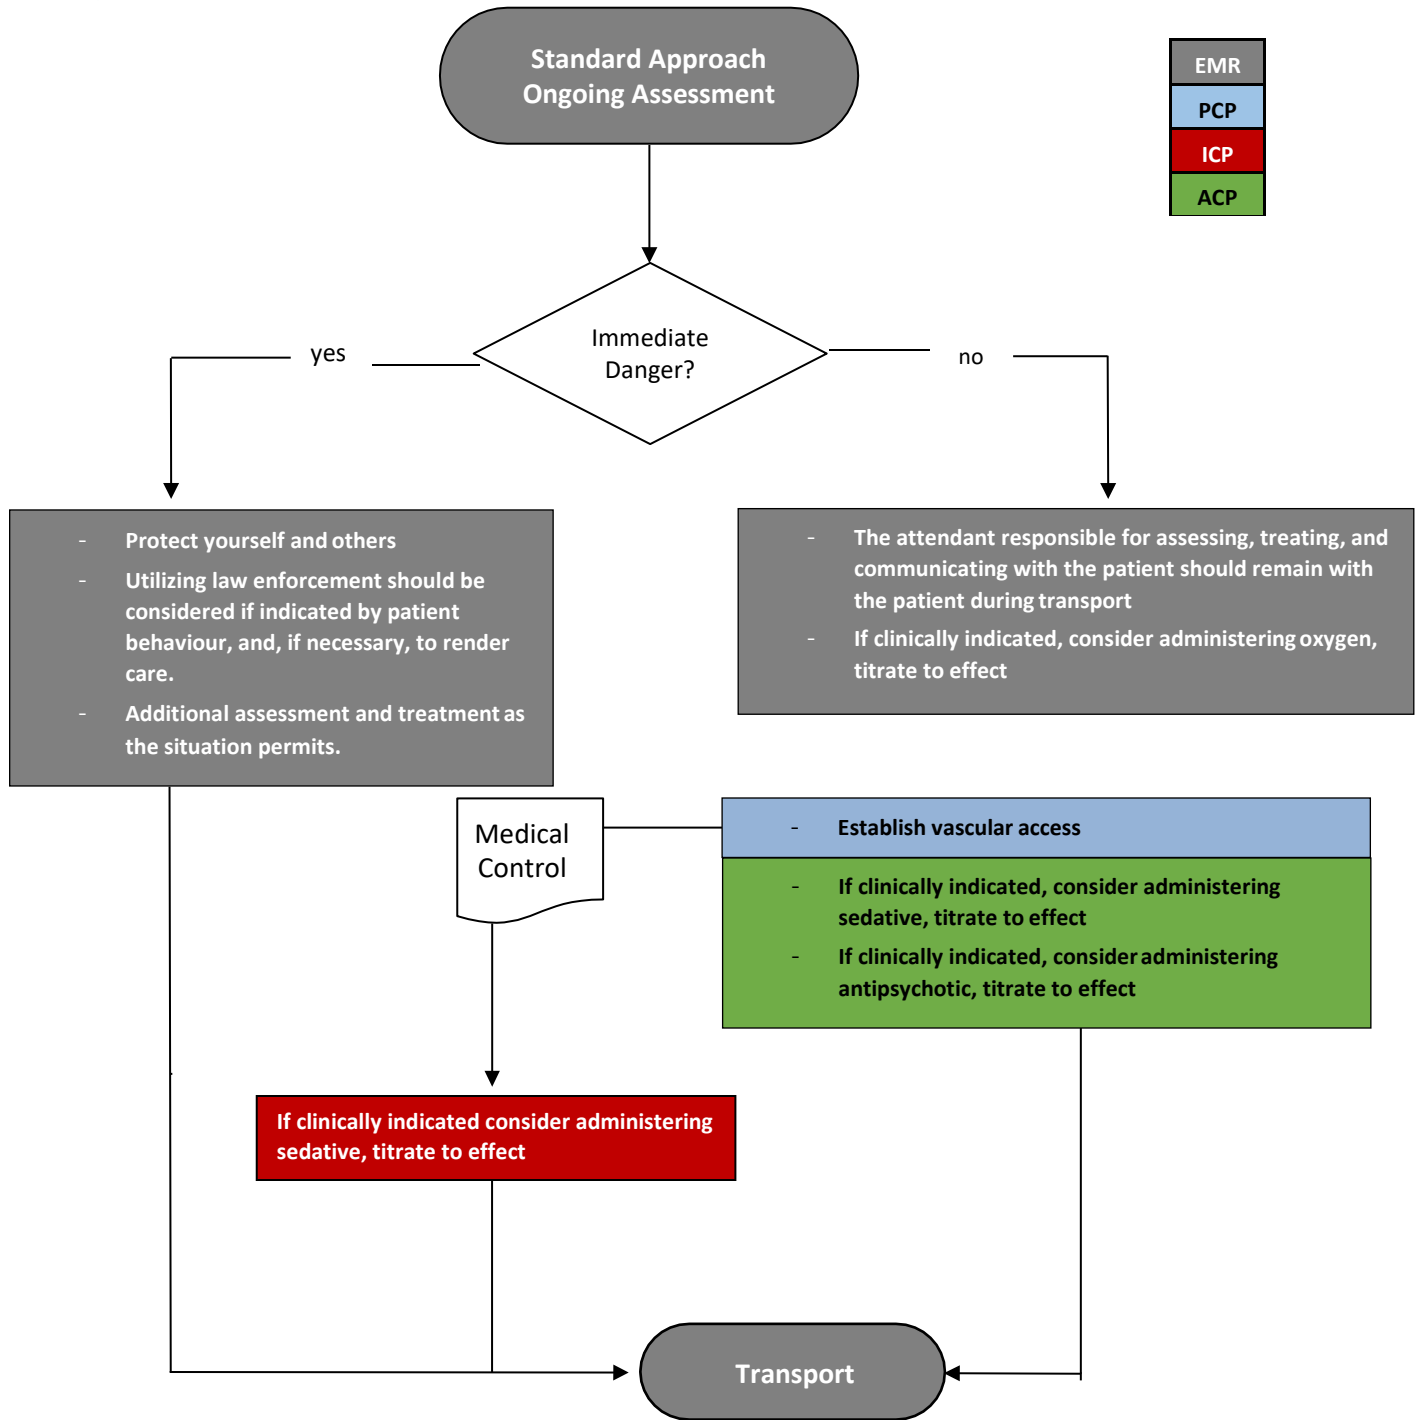 Standard Approach
Ongoing Assessment
EMR
PCP
ICP
ACP
Immediate
Danger?
yes
no
- Protect yourself and others
- Utilizing law enforcement should be
considered if indicated by patient
behaviour, and, if necessary, to render
care.
- Additional assessment and treatment as
the situation permits.
- The attendant responsible for assessing, treating, and
communicating with the patient should remain with
the patient during transport
- If clinically indicated, consider administering oxygen,
titrate to effect
Medical
Control
- Establish vascular access
- If clinically indicated, consider administering
sedative, titrate to effect
- If clinically indicated, consider administering
antipsychotic, titrate to effect
If clinically indicated consider administering
sedative, titrate to effect
Transport